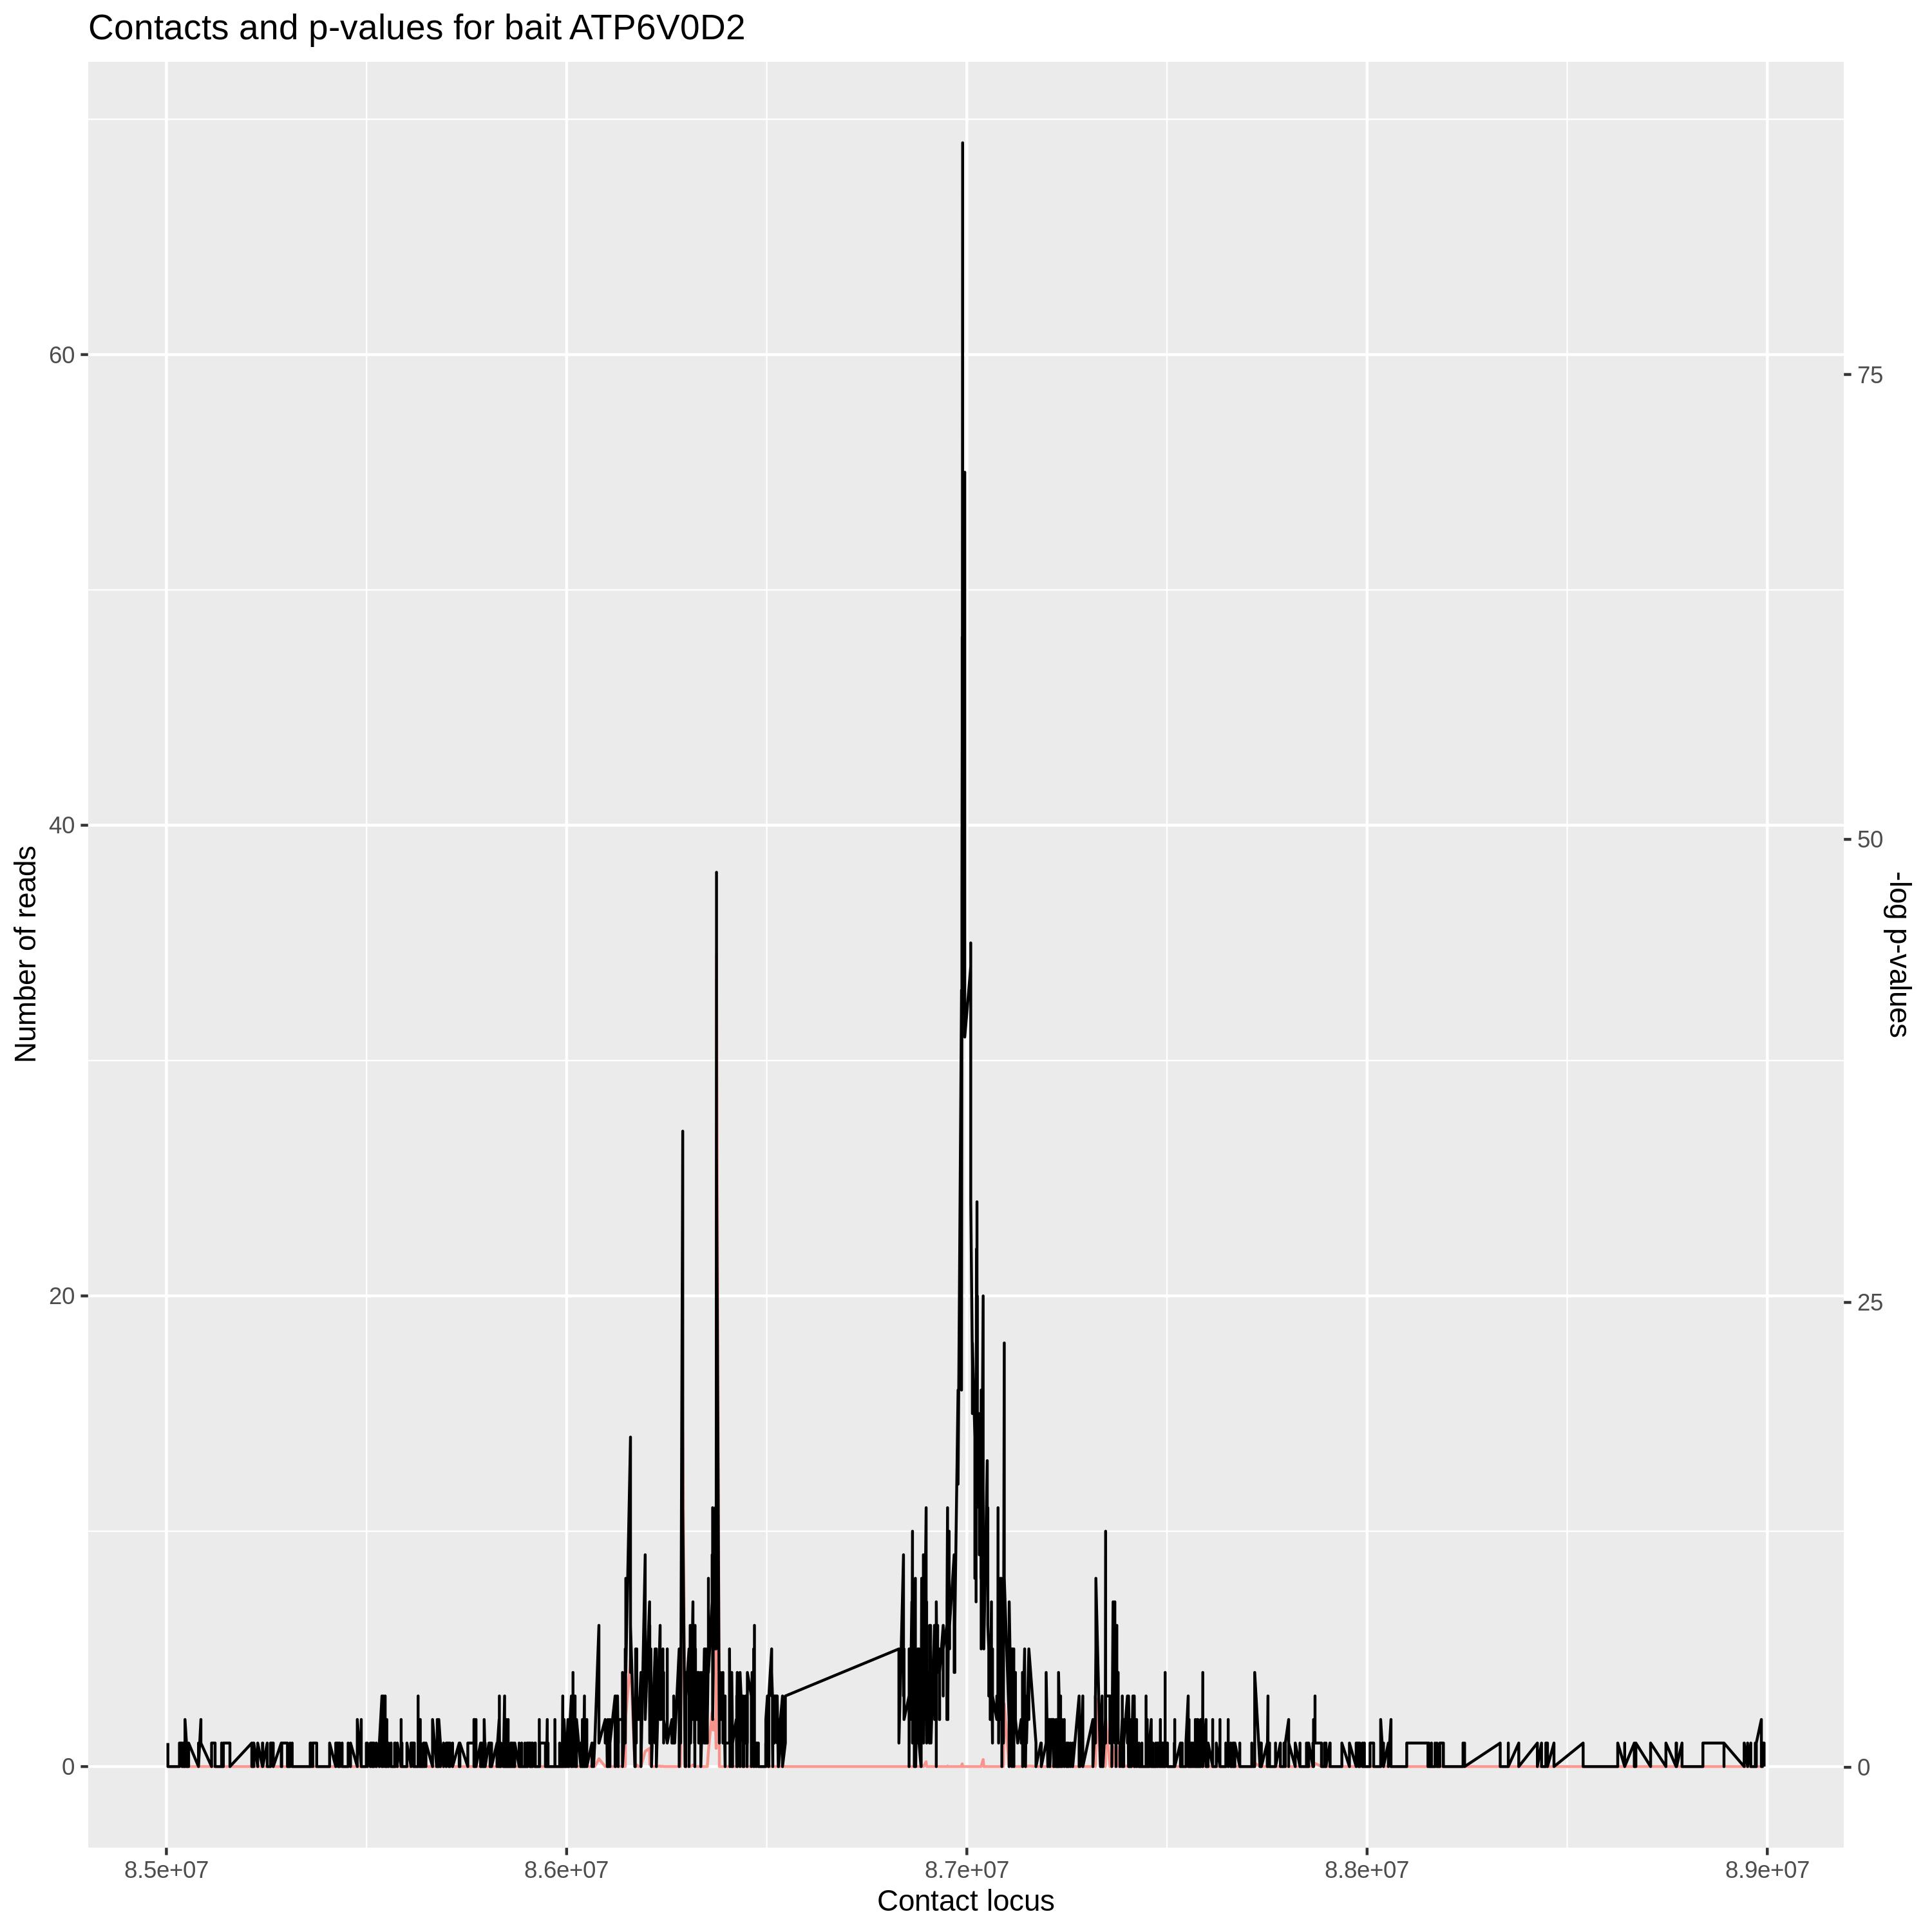 Contacts and p-values for bait ATP6V0D2
Number of reads
60
40
20
0
75
50
25
0
-log p-values
8.5e+07
8.6e+07
8.7e+07
8.8e+07
8.9e+07
Contact locus